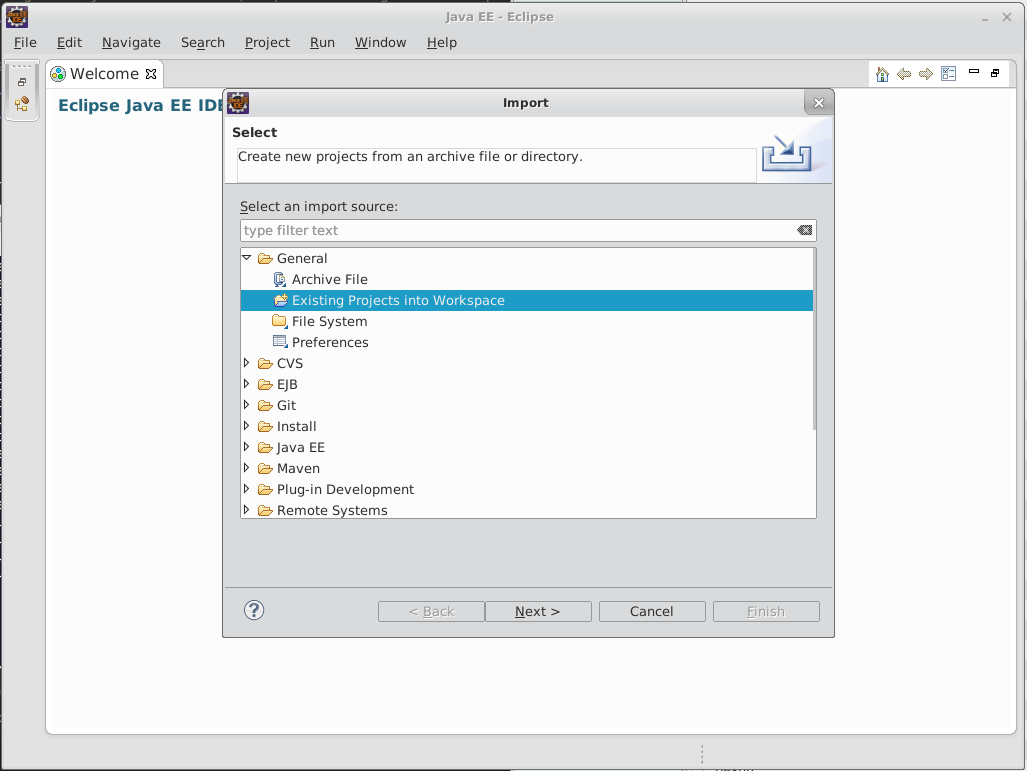 Java EE - Eclipse
File Edit Navigate Search Project Run Window Help
Welcome
Eclipse Java EE IDE
Import
Select
Create new projects from an archive file or directory.
Select an import source:
type filter text
General
Archive File
Existing Projects into Workspace
File System
Preferences
CVS
EJB
Git
Install
Java EE
Maven
Plug-in Development
Remote Systems
< Back Next > Cancel Finish